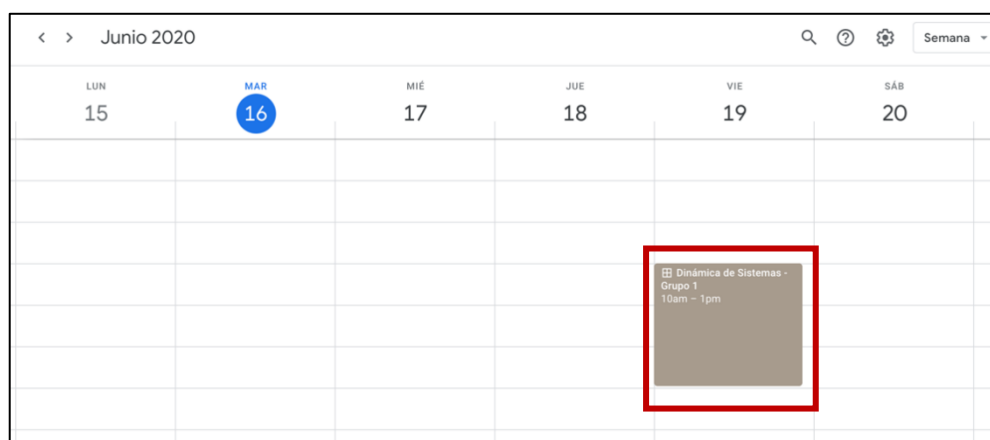 Junio 2020
Semana
LUN MAR MIÉ JUE VIE SÁB
15 16 17 18 19 20
Dinámica de Sistemas -
Grupo 1
10am – 1pm